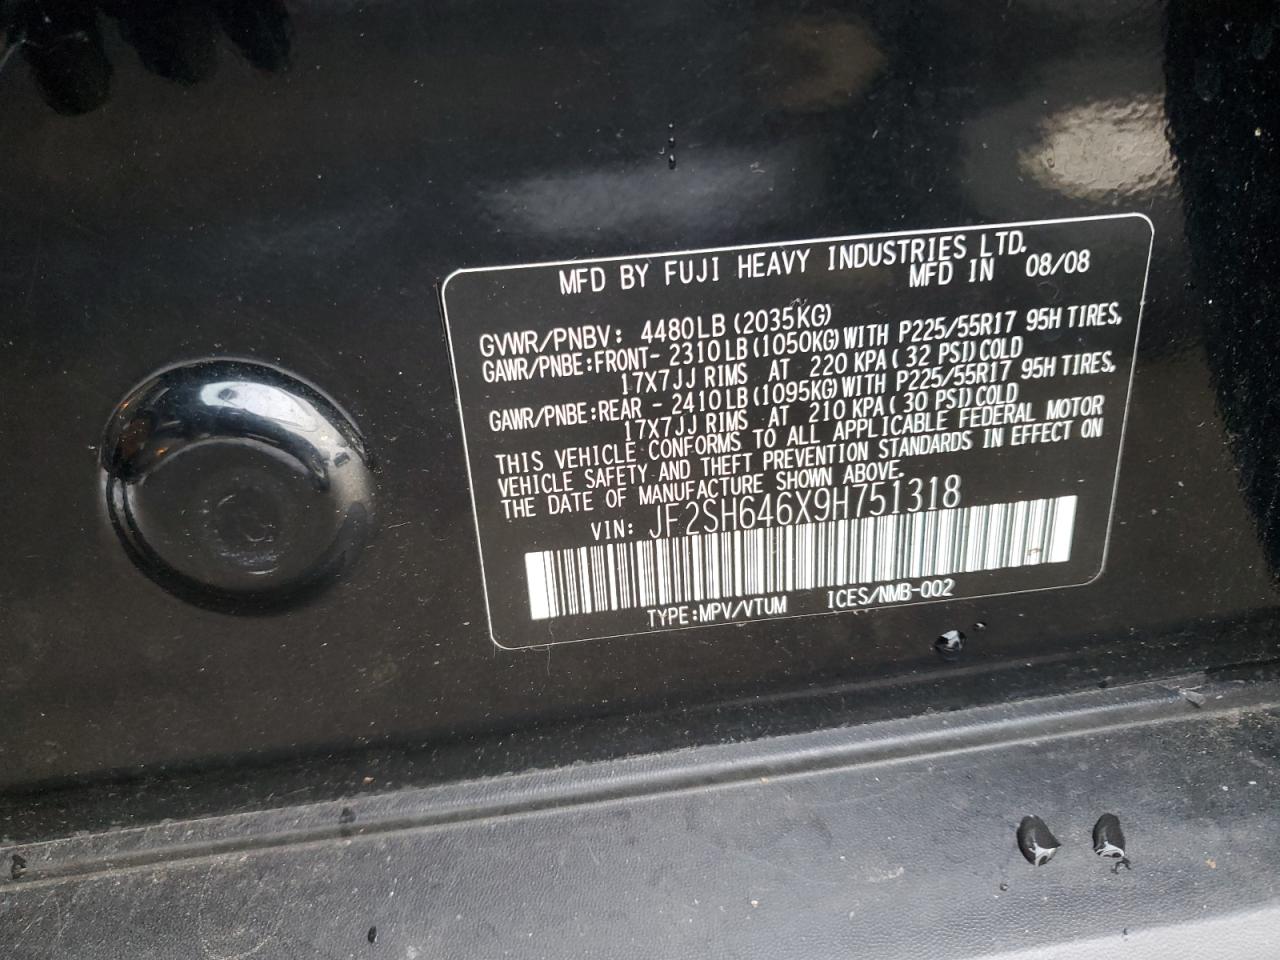 MFD BY FUJI HEAVY INDUSTRIES LTD.
MFD IN 08/08
GVWR/PNBV: 4480LB (2035KG)
GAWR/PNBE:FRONT- 2310LB(1050KG)WITH P225/55R17 95H TIRES,
17X7JJ RIMS AT 220 KPA( 32 PSI)COLD
GAWR/PNBE:REAR - 2410LB(1095KG)WITH P225/55R17 95H TIRES,
17X7JJ RIMS AT 210 KPA( 30 PSI)COLD
THIS VEHICLE CONFORMS TO ALL APPLICABLE FEDERAL MOTOR
VEHICLE SAFETY AND THEFT PREVENTION STANDARDS IN EFFECT ON
THE DATE OF MANUFACTURE SHOWN ABOVE.
VIN: JF2SH646X9H751318
TYPE:MPV/VTUM ICES/NMB-002